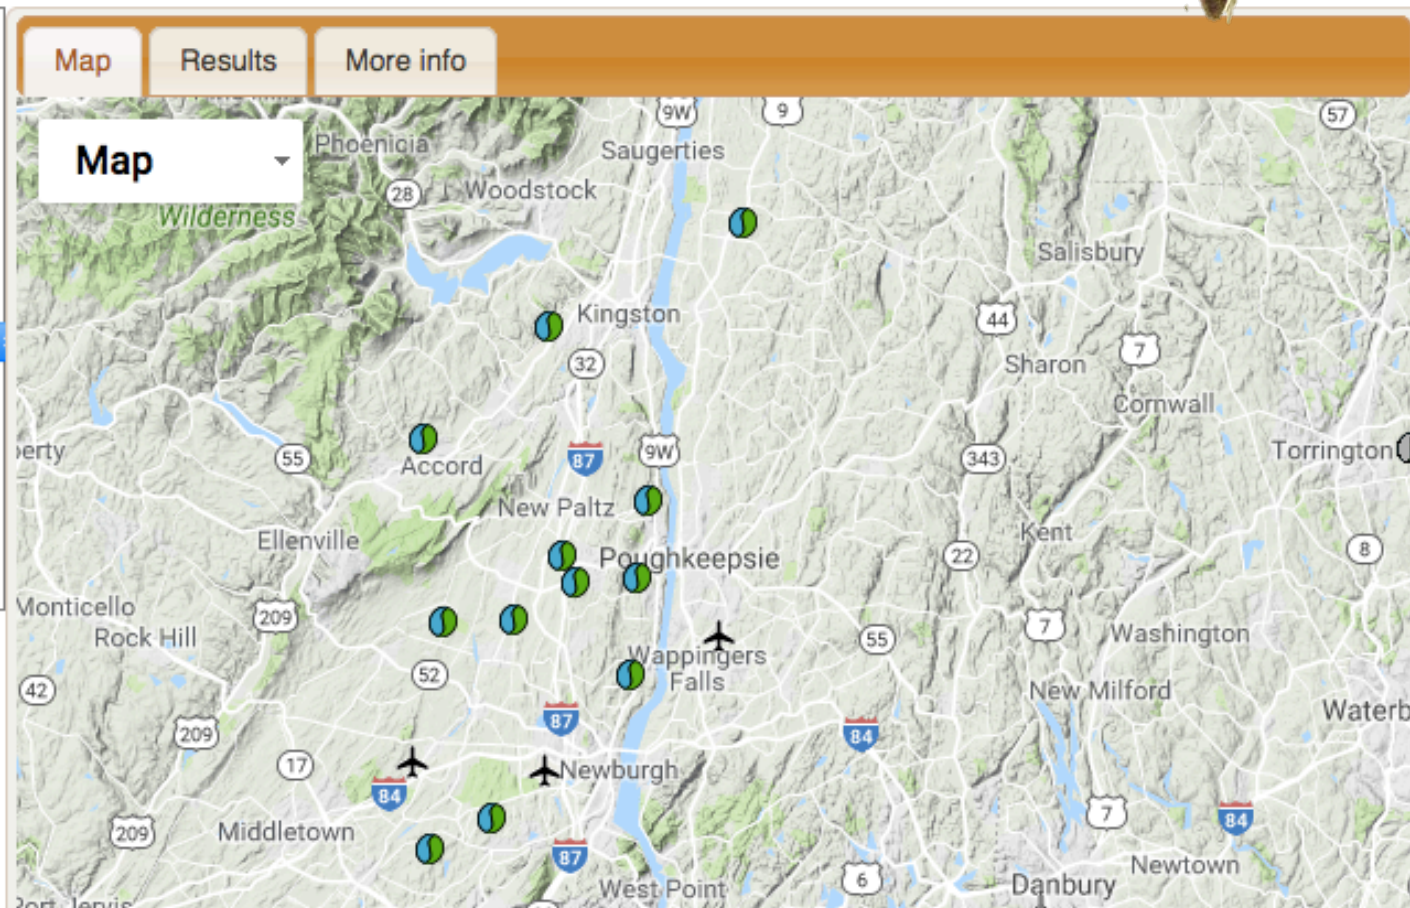 Map
Results
More info
Map
9W
9
57
Phoenicia
Saugerties
28
Woodstock
Wilderness
Salisbury
Kingston
44
32
7
Sharon
Cornwall
erty
55
Accord
87
9W
343
Torrington
New Paltz
Kent
Ellenville
Poughkeepsie
22
8
Monticello
209
Rock Hill
55
7
Washington
Wappingers
Falls
52
42
New Milford
Waterb
209
87
84
17
Newburgh
84
209
Middletown
7
84
87
Newtown
6
West Point
Danbury
Port Jervis